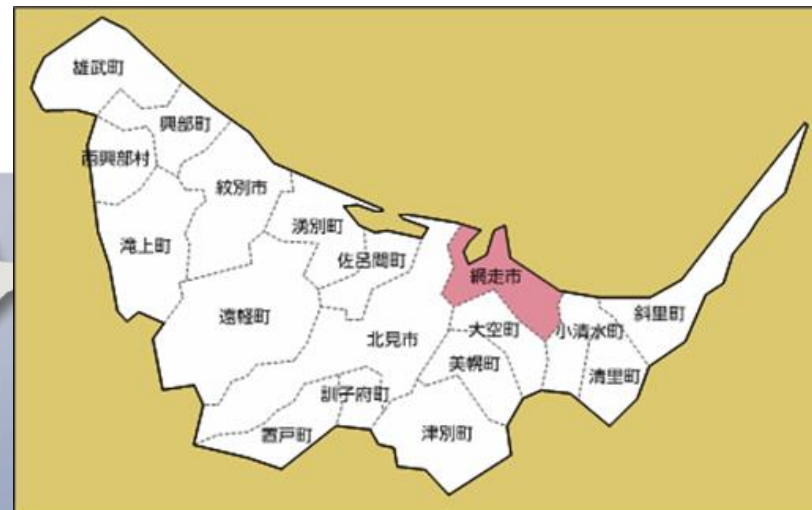 雄武町
興部町
西興部村
紋別市
滝上町
湧別町
佐呂間町
遠軽町
北見市
網走市
大空町
小清水町
斜里町
美幌町
清里町
訓子府町
置戸町
津別町